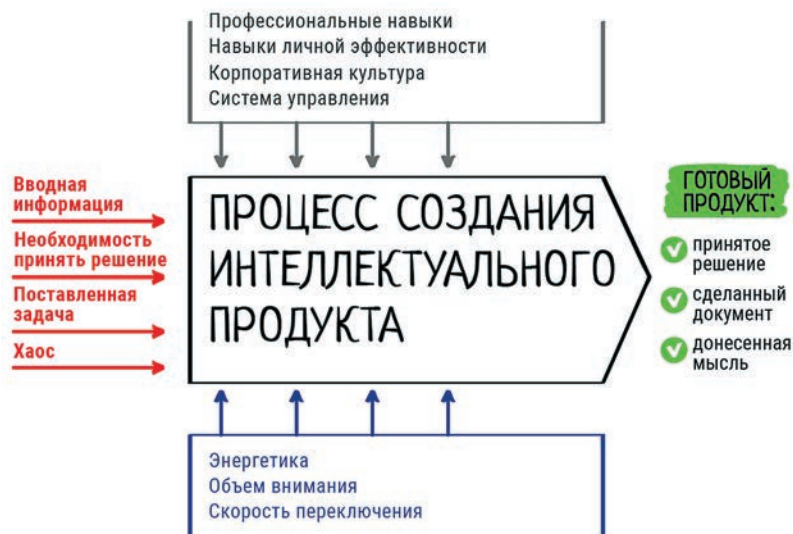 Профессиональные навыки
Навыки личной эффективности
Корпоративная культура
Система управления
Вводная
информация
Необходимость
принять решение
Поставленная
задача
Хаос
ПРОЦЕСС СОЗДАНИЯ
ИНТЕЛЛЕКТУАЛЬНОГО
ПРОДУКТА
ГОТОВЫЙ
ПРОДУКТ:
принятое
решение
сделанный
документ
донесенная
мысль
Энергетика
Объем внимания
Скорость переключения